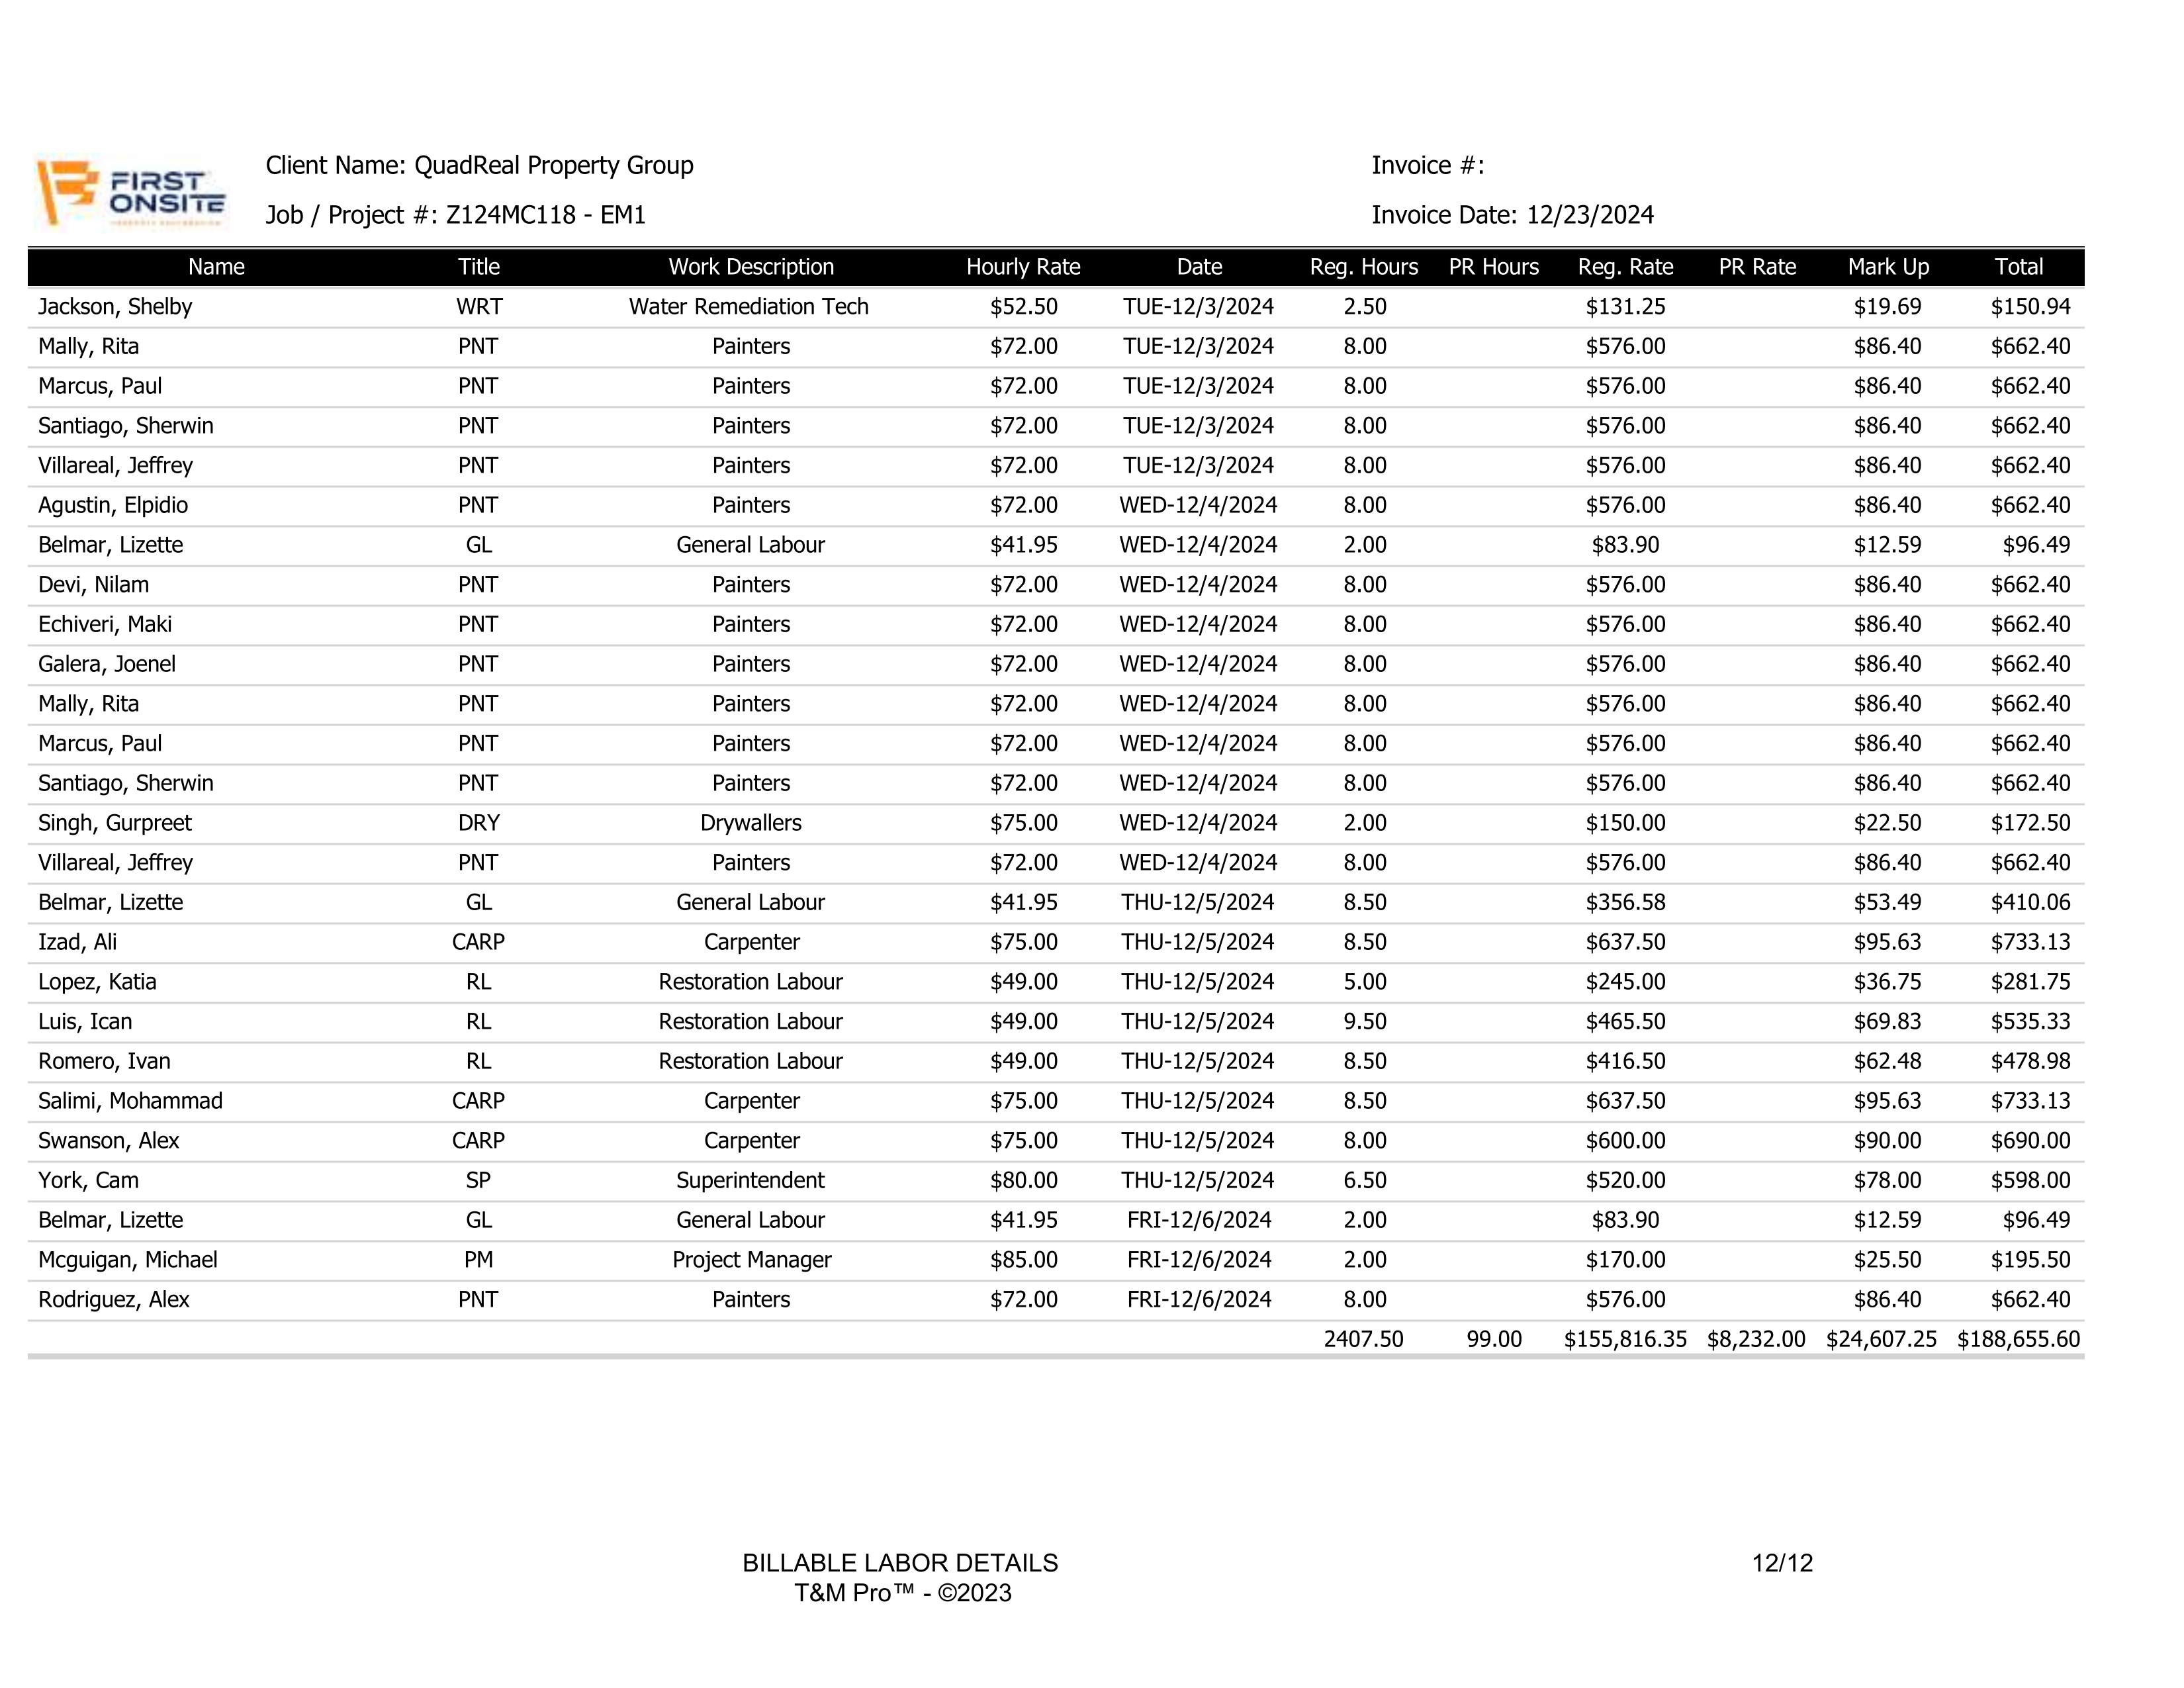 FIRST
ONSITE
Client Name: QuadReal Property Group
Invoice #:
Job / Project #: Z124MC118 - EM1
Invoice Date: 12/23/2024
Name Title Work Description Hourly Rate Date Reg. Hours PR Hours Reg. Rate PR Rate Mark Up Total
Jackson, Shelby WRT Water Remediation Tech $52.50 TUE-12/3/2024 2.50 $131.25 $19.69 $150.94
Mally, Rita PNT Painters $72.00 TUE-12/3/2024 8.00 $576.00 $86.40 $662.40
Marcus, Paul PNT Painters $72.00 TUE-12/3/2024 8.00 $576.00 $86.40 $662.40
Santiago, Sherwin PNT Painters $72.00 TUE-12/3/2024 8.00 $576.00 $86.40 $662.40
Villareal, Jeffrey PNT Painters $72.00 TUE-12/3/2024 8.00 $576.00 $86.40 $662.40
Agustin, Elpidio PNT Painters $72.00 WED-12/4/2024 8.00 $576.00 $86.40 $662.40
Belmar, Lizette GL General Labour $41.95 WED-12/4/2024 2.00 $83.90 $12.59 $96.49
Devi, Nilam PNT Painters $72.00 WED-12/4/2024 8.00 $576.00 $86.40 $662.40
Echiveri, Maki PNT Painters $72.00 WED-12/4/2024 8.00 $576.00 $86.40 $662.40
Galera, Joenel PNT Painters $72.00 WED-12/4/2024 8.00 $576.00 $86.40 $662.40
Mally, Rita PNT Painters $72.00 WED-12/4/2024 8.00 $576.00 $86.40 $662.40
Marcus, Paul PNT Painters $72.00 WED-12/4/2024 8.00 $576.00 $86.40 $662.40
Santiago, Sherwin PNT Painters $72.00 WED-12/4/2024 8.00 $576.00 $86.40 $662.40
Singh, Gurpreet DRY Drywallers $75.00 WED-12/4/2024 2.00 $150.00 $22.50 $172.50
Villareal, Jeffrey PNT Painters $72.00 WED-12/4/2024 8.00 $576.00 $86.40 $662.40
Belmar, Lizette GL General Labour $41.95 THU-12/5/2024 8.50 $356.58 $53.49 $410.06
Izad, Ali CARP Carpenter $75.00 THU-12/5/2024 8.50 $637.50 $95.63 $733.13
Lopez, Katia RL Restoration Labour $49.00 THU-12/5/2024 5.00 $245.00 $36.75 $281.75
Luis, Ican RL Restoration Labour $49.00 THU-12/5/2024 9.50 $465.50 $69.83 $535.33
Romero, Ivan RL Restoration Labour $49.00 THU-12/5/2024 8.50 $416.50 $62.48 $478.98
Salimi, Mohammad CARP Carpenter $75.00 THU-12/5/2024 8.50 $637.50 $95.63 $733.13
Swanson, Alex CARP Carpenter $75.00 THU-12/5/2024 8.00 $600.00 $90.00 $690.00
York, Cam SP Superintendent $80.00 THU-12/5/2024 6.50 $520.00 $78.00 $598.00
Belmar, Lizette GL General Labour $41.95 FRI-12/6/2024 2.00 $83.90 $12.59 $96.49
Mcguigan, Michael PM Project Manager $85.00 FRI-12/6/2024 2.00 $170.00 $25.50 $195.50
Rodriguez, Alex PNT Painters $72.00 FRI-12/6/2024 8.00 $576.00 $86.40 $662.40
2407.50 99.00 $155,816.35 $8,232.00 $24,607.25 $188,655.60
BILLABLE LABOR DETAILS 12/12
T&M Pro™ - ©2023